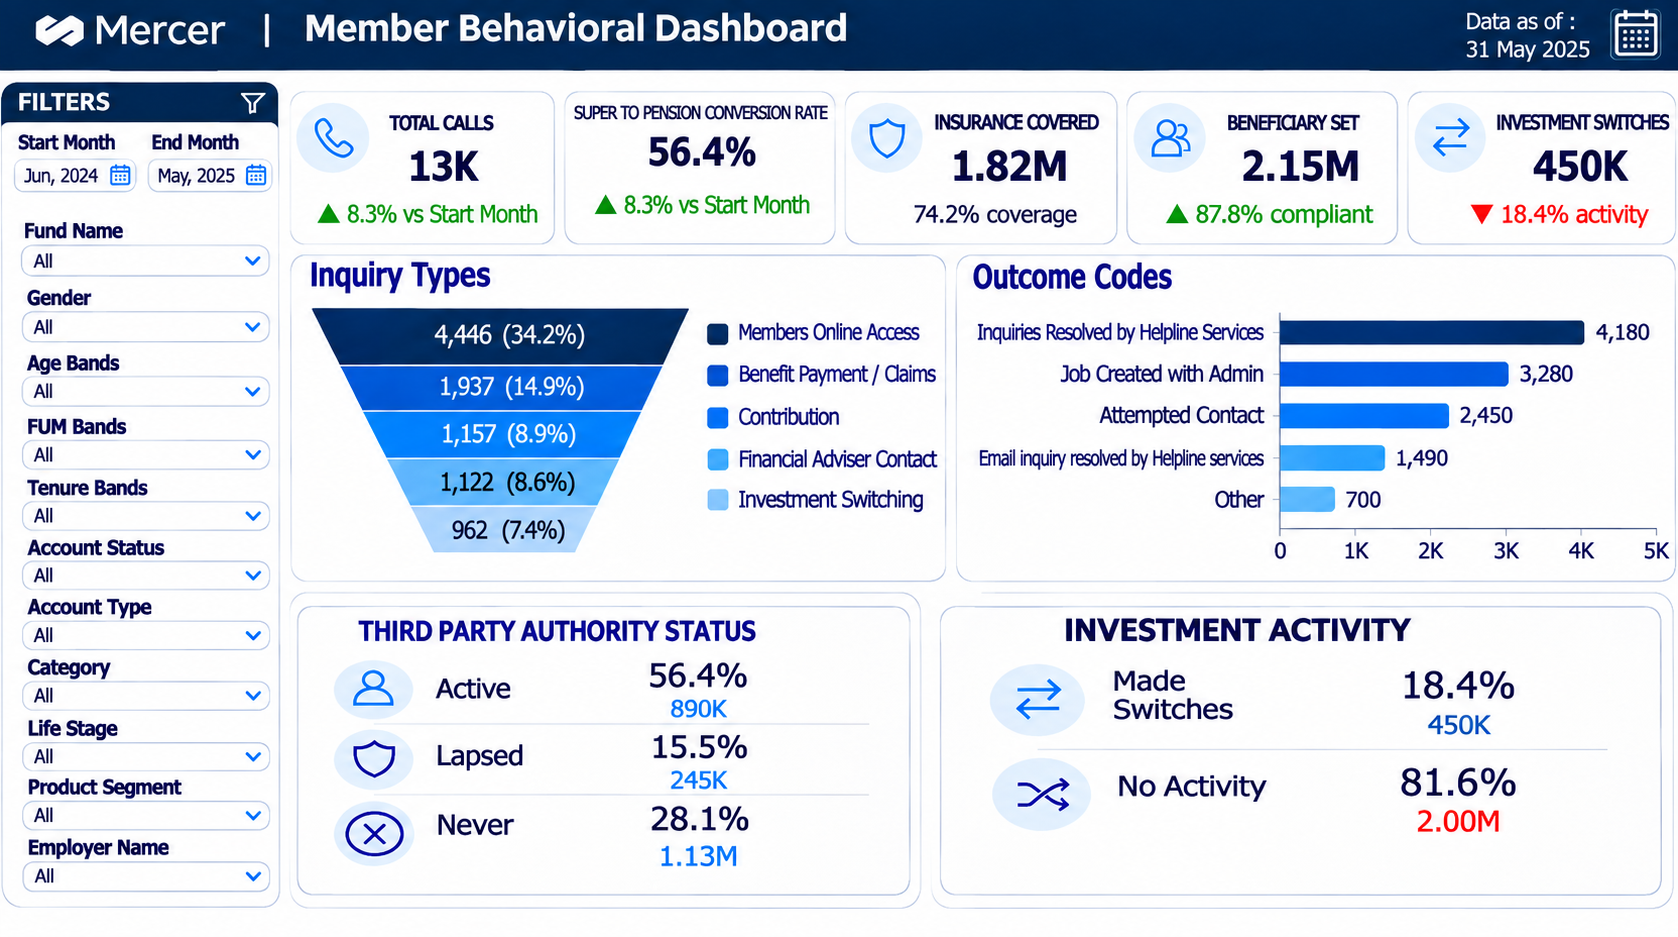 Mercer | Member Behavioral Dashboard
Data as of :
31 May 2025
FILTERS
Start Month End Month
Jun, 2024 May, 2025
Fund Name
All
Gender
All
Age Bands
All
FUM Bands
All
Tenure Bands
All
Account Status
All
Account Type
All
Category
All
Life Stage
All
Product Segment
All
Employer Name
All
TOTAL CALLS
13K
▲ 8.3% vs Start Month
SUPER TO PENSION CONVERSION RATE
56.4%
▲ 8.3% vs Start Month
INSURANCE COVERED
1.82M
74.2% coverage
BENEFICIARY SET
2.15M
▲ 87.8% compliant
INVESTMENT SWITCHES
450K
▼ 18.4% activity
Inquiry Types
4,446 (34.2%)
1,937 (14.9%)
1,157 (8.9%)
1,122 (8.6%)
962 (7.4%)
Members Online Access
Benefit Payment / Claims
Contribution
Financial Adviser Contact
Investment Switching
Outcome Codes
Inquiries Resolved by Helpline Services 4,180
Job Created with Admin 3,280
Attempted Contact 2,450
Email inquiry resolved by Helpline services 1,490
Other 700
0 1K 2K 3K 4K 5K
THIRD PARTY AUTHORITY STATUS
Active 56.4%
890K
Lapsed 15.5%
245K
Never 28.1%
1.13M
INVESTMENT ACTIVITY
Made
Switches
18.4%
450K
No Activity 81.6%
2.00M